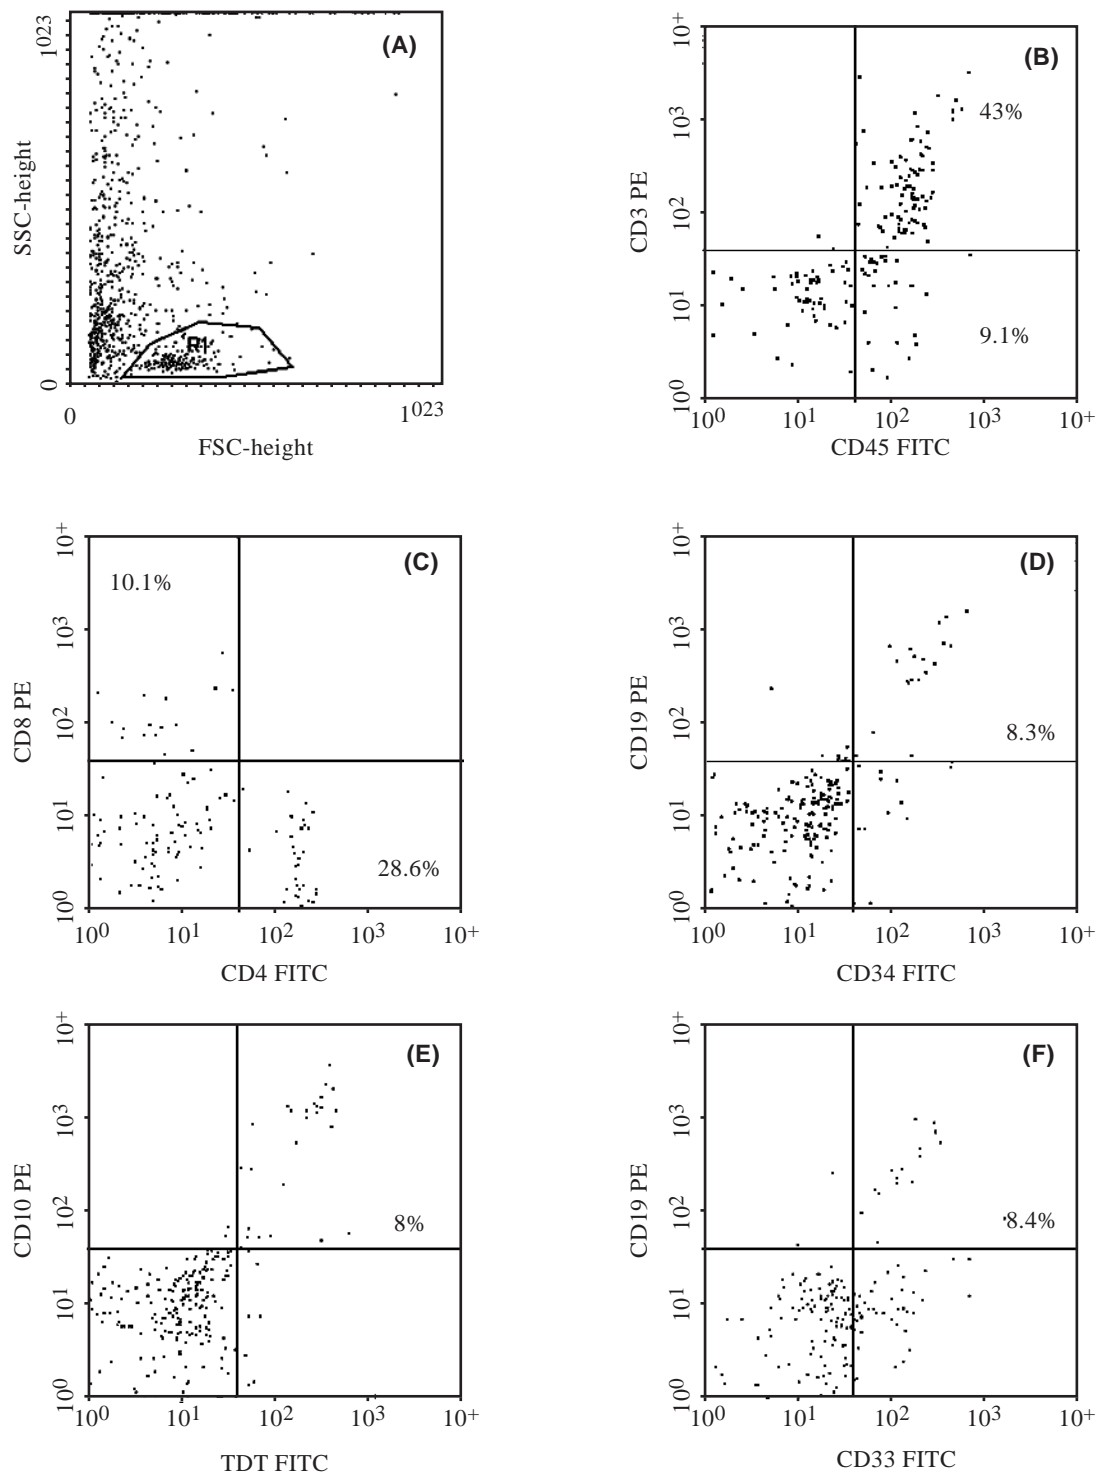 (A)
1023
SSC-height
R1
0
0
1023
FSC-height
(B)
10+
10³
10²
10¹
10⁰
CD3 PE
43%
9.1%
10⁰ 10¹ 10² 10³ 10+
CD45 FITC
(C)
10+
10³
10²
10¹
10⁰
CD8 PE
10.1%
28.6%
10⁰ 10¹ 10² 10³ 10+
CD4 FITC
(D)
10+
10³
10²
10¹
10⁰
CD19 PE
8.3%
10⁰ 10¹ 10² 10³ 10+
CD34 FITC
(E)
10+
10³
10²
10¹
10⁰
CD10 PE
8%
10⁰ 10¹ 10² 10³ 10+
TDT FITC
(F)
10+
10³
10²
10¹
10⁰
CD19 PE
8.4%
10⁰ 10¹ 10² 10³ 10+
CD33 FITC